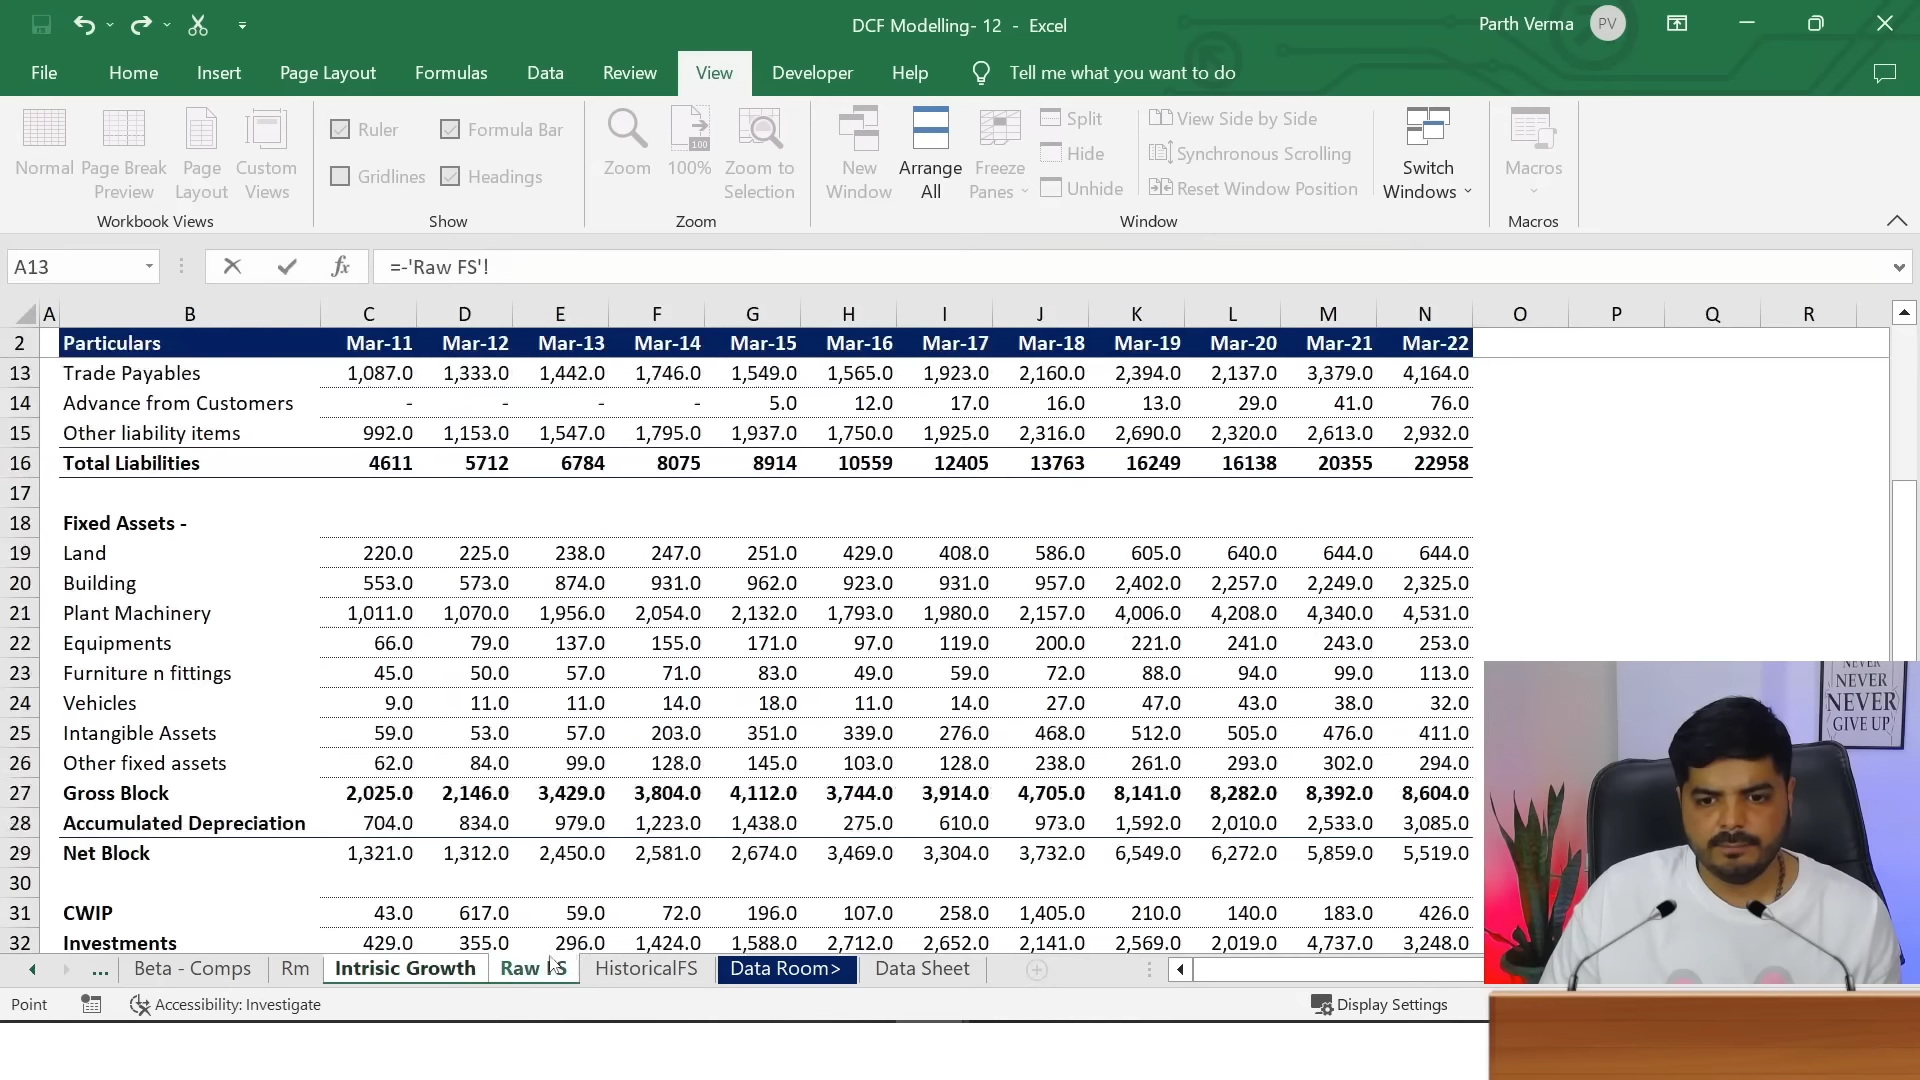 DCF Modelling- 12 - Excel
Parth Verma PV
File Home Insert Page Layout Formulas Data Review View Developer Help Tell me what you want to do
Normal Page Break Preview Page Layout Custom Views
Workbook Views
Ruler Formula Bar
Gridlines Headings
Show
Zoom 100% Zoom to Selection
100
Zoom
New Window Arrange All Freeze Panes
Split
Hide
Unhide
View Side by Side
Synchronous Scrolling
Reset Window Position
Switch Windows
Window
Macros
Macros
A13 fx =-'Raw FS'!
A B C D E F G H I J K L M N O P Q R
2 Particulars Mar-11 Mar-12 Mar-13 Mar-14 Mar-15 Mar-16 Mar-17 Mar-18 Mar-19 Mar-20 Mar-21 Mar-22
13 Trade Payables 1,087.0 1,333.0 1,442.0 1,746.0 1,549.0 1,565.0 1,923.0 2,160.0 2,394.0 2,137.0 3,379.0 4,164.0
14 Advance from Customers - - - - 5.0 12.0 17.0 16.0 13.0 29.0 41.0 76.0
15 Other liability items 992.0 1,153.0 1,547.0 1,795.0 1,937.0 1,750.0 1,925.0 2,316.0 2,690.0 2,320.0 2,613.0 2,932.0
16 Total Liabilities 4611 5712 6784 8075 8914 10559 12405 13763 16249 16138 20355 22958
17
18 Fixed Assets -
19 Land 220.0 225.0 238.0 247.0 251.0 429.0 408.0 586.0 605.0 640.0 644.0 644.0
20 Building 553.0 573.0 874.0 931.0 962.0 923.0 931.0 957.0 2,402.0 2,257.0 2,249.0 2,325.0
21 Plant Machinery 1,011.0 1,070.0 1,956.0 2,054.0 2,132.0 1,793.0 1,980.0 2,157.0 4,006.0 4,208.0 4,340.0 4,531.0
22 Equipments 66.0 79.0 137.0 155.0 171.0 97.0 119.0 200.0 221.0 241.0 243.0 253.0
23 Furniture n fittings 45.0 50.0 57.0 71.0 83.0 49.0 59.0 72.0 88.0 94.0 99.0 113.0
24 Vehicles 9.0 11.0 11.0 14.0 18.0 11.0 14.0 27.0 47.0 43.0 38.0 32.0
25 Intangible Assets 59.0 53.0 57.0 203.0 351.0 339.0 276.0 468.0 512.0 505.0 476.0 411.0
26 Other fixed assets 62.0 84.0 99.0 128.0 145.0 103.0 128.0 238.0 261.0 293.0 302.0 294.0
27 Gross Block 2,025.0 2,146.0 3,429.0 3,804.0 4,112.0 3,744.0 3,914.0 4,705.0 8,141.0 8,282.0 8,392.0 8,604.0
28 Accumulated Depreciation 704.0 834.0 979.0 1,223.0 1,438.0 275.0 610.0 973.0 1,592.0 2,010.0 2,533.0 3,085.0
29 Net Block 1,321.0 1,312.0 2,450.0 2,581.0 2,674.0 3,469.0 3,304.0 3,732.0 6,549.0 6,272.0 5,859.0 5,519.0
30
31 CWIP 43.0 617.0 59.0 72.0 196.0 107.0 258.0 1,405.0 210.0 140.0 183.0 426.0
32 Investments 429.0 355.0 296.0 1,424.0 1,588.0 2,712.0 2,652.0 2,141.0 2,569.0 2,019.0 4,737.0 3,248.0
NEVER
NEVER
NEVER
GIVE UP
... Beta - Comps Rm Intrisic Growth Raw FS HistoricalFS Data Room> Data Sheet
Point Accessibility: Investigate Display Settings